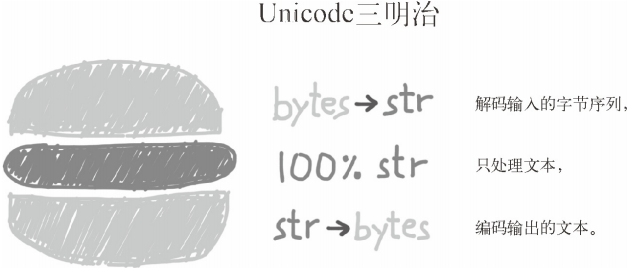 Unicode三明治
bytes→str 解码输入的字节序列，
100% str 只处理文本，
str→bytes 编码输出的文本。